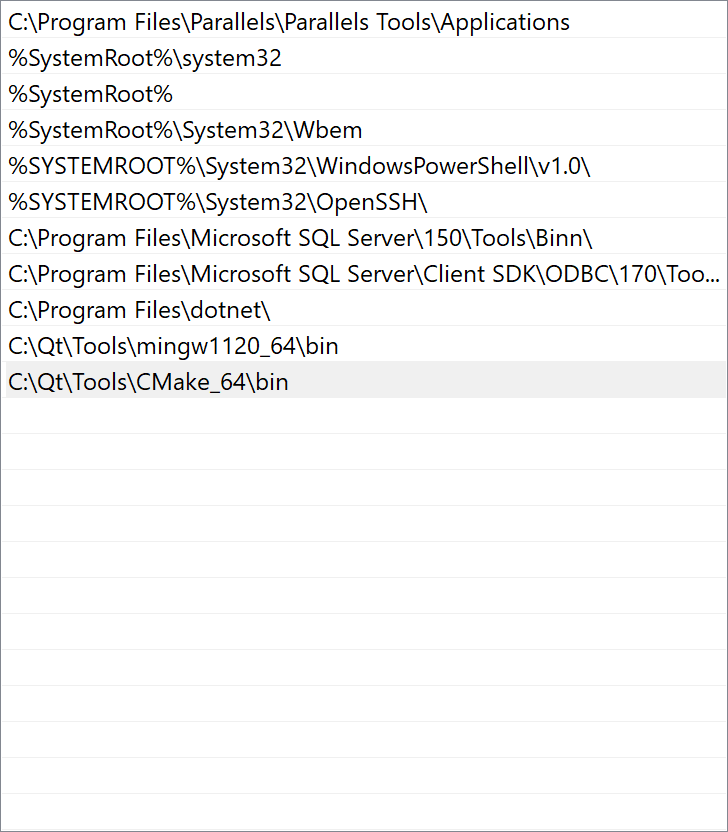 C:\Program Files\Parallels\Parallels Tools\Applications
%SystemRoot%\system32
%SystemRoot%
%SystemRoot%\System32\Wbem
%SYSTEMROOT%\System32\WindowsPowerShell\v1.0\
%SYSTEMROOT%\System32\OpenSSH\
C:\Program Files\Microsoft SQL Server\150\Tools\Binn\
C:\Program Files\Microsoft SQL Server\Client SDK\ODBC\170\Too...
C:\Program Files\dotnet\
C:\Qt\Tools\mingw1120_64\bin
C:\Qt\Tools\CMake_64\bin